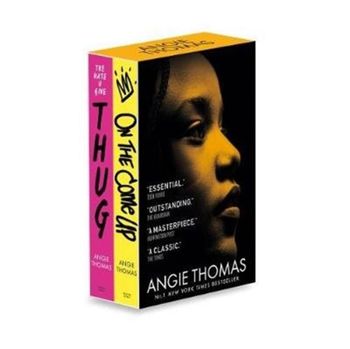 THE HATE U GIVE
THUG
ANGIE
THOMAS
ON THE COME UP
ANGIE
THOMAS
ANGIE
THOMAS
"ESSENTIAL."
"OUTSTANDING."
THE GUARDIAN
"A MASTERPIECE."
HUFFINGTON POST
"A CLASSIC."
THE TIMES
ANGIE THOMAS
NO.1 NEW YORK TIMES BESTSELLER